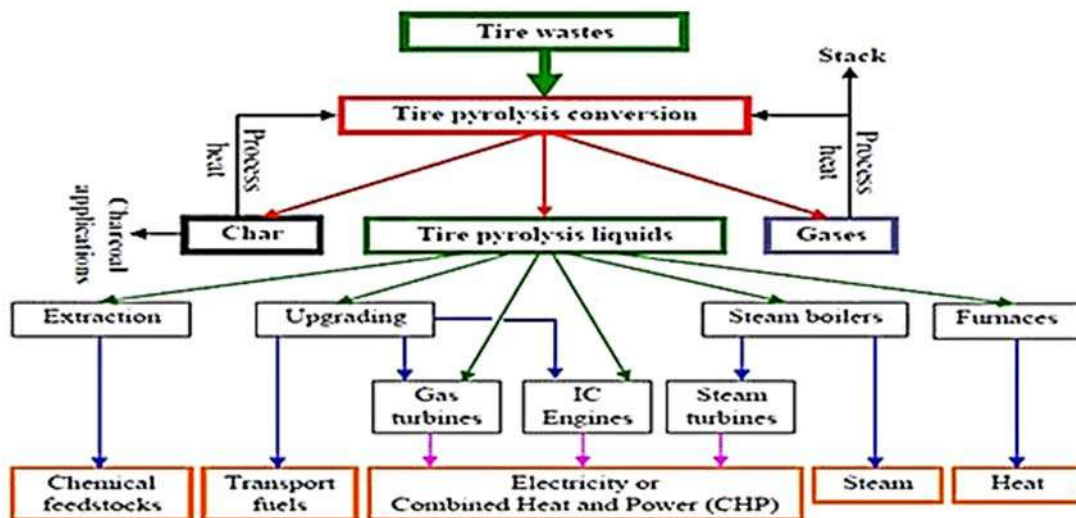 Tire wastes
Stack
Tire pyrolysis conversion
Process
heat
Process
heat
Charcoal
applications
Char
Tire pyrolysis liquids
Gases
Extraction
Upgrading
Steam boilers
Furnaces
Gas
turbines
IC
Engines
Steam
turbines
Chemical
feedstocks
Transport
fuels
Electricity or
Combined Heat and Power (CHP)
Steam
Heat